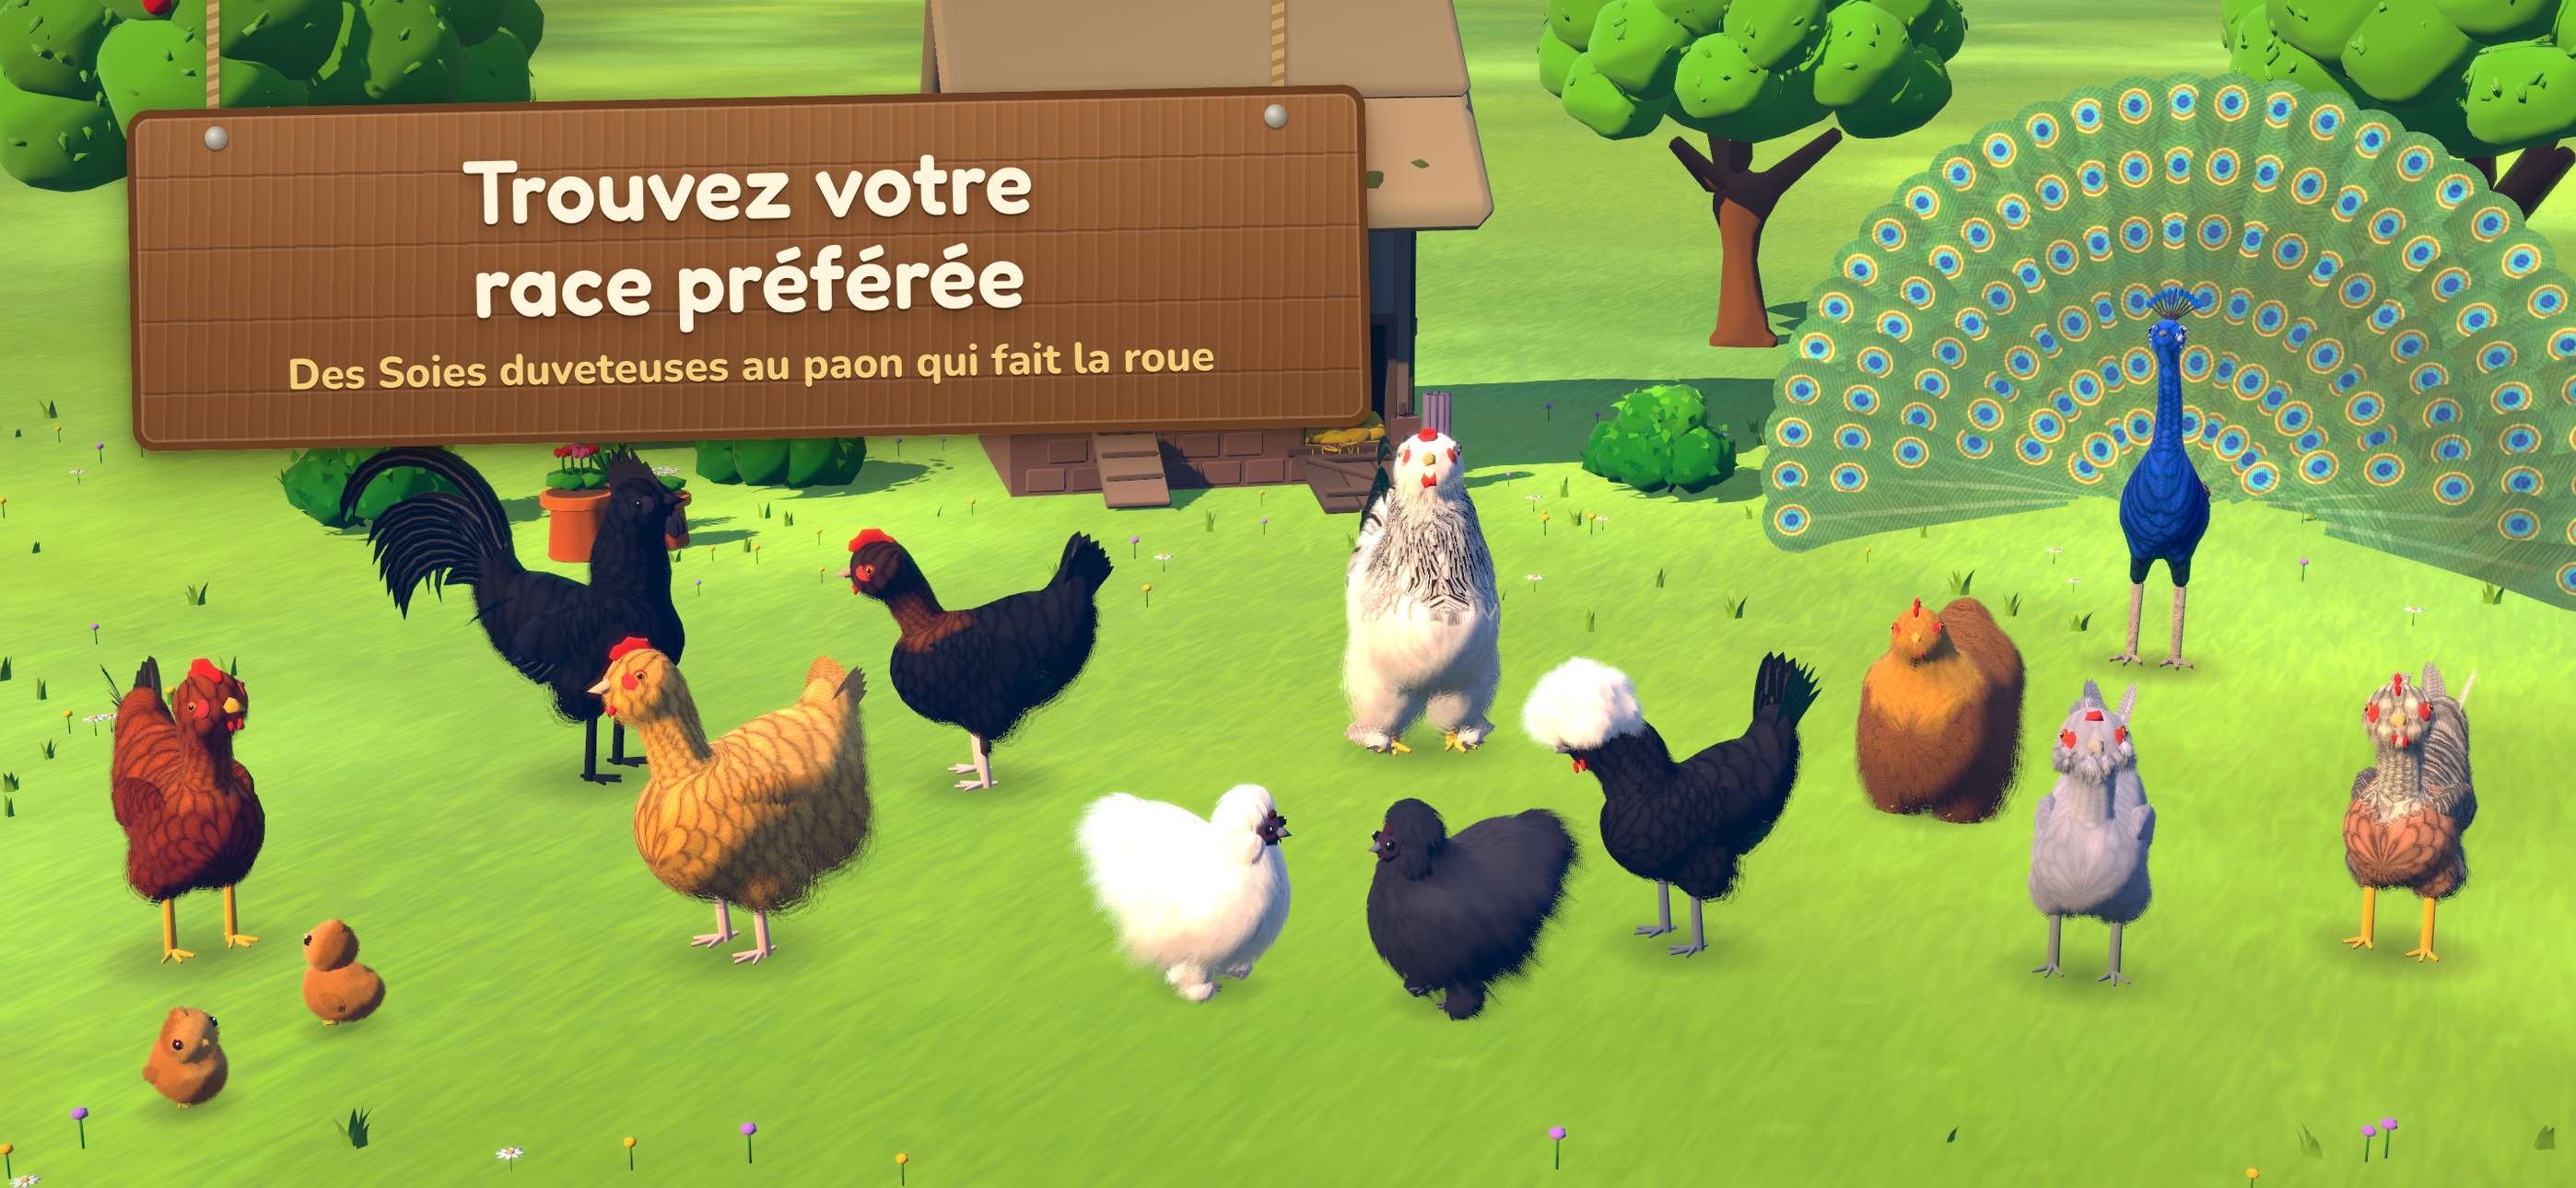 Trouvez votre
race préférée
Des Soies duveteuses au paon qui fait la roue